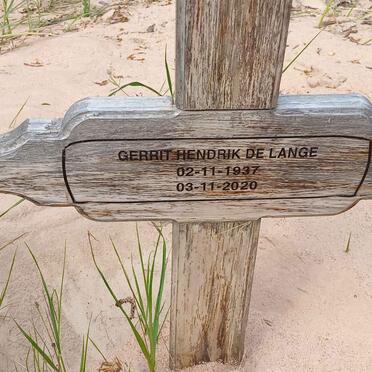 GERRIT HENDRIK DE LANGE
02-11-1937
03-11-2020